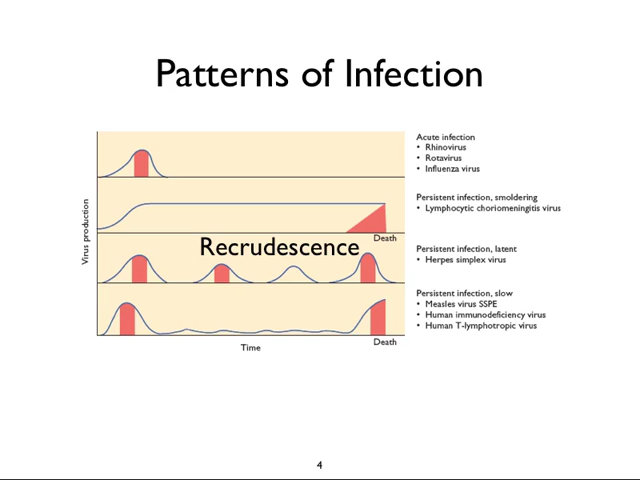 Patterns of Infection
Acute infection
• Rhinovirus
• Rotavirus
• Influenza virus
Persistent infection, smoldering
• Lymphocytic choriomeningitis virus
Death
Recrudescence
Persistent infection, latent
• Herpes simplex virus
Persistent infection, slow
• Measles virus SSPE
• Human immunodeficiency virus
• Human T-lymphotropic virus
Virus production
Death
Time
4